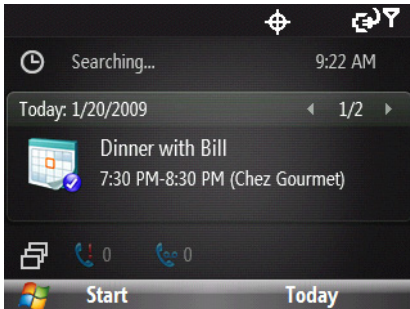 Searching... 9:22 AM
Today: 1/20/2009 1/2
Dinner with Bill
7:30 PM-8:30 PM (Chez Gourmet)
0 0
Start Today